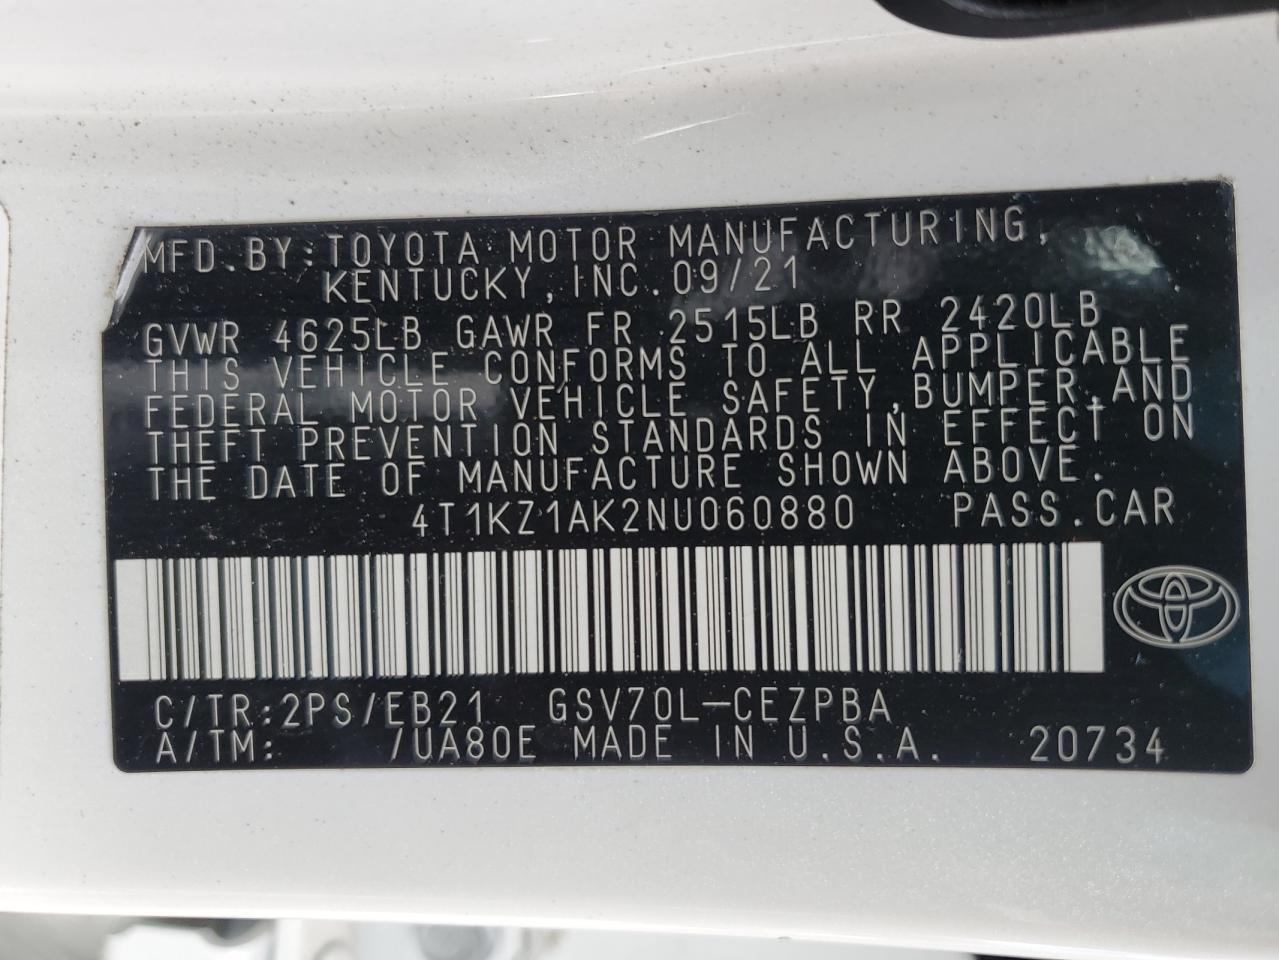 MFD.BY:TOYOTA MOTOR MANUFACTURING,
KENTUCKY,INC.09/21
GVWR 4625LB GAWR FR 2515LB RR 2420LB
THIS VEHICLE CONFORMS TO ALL APPLICABLE
FEDERAL MOTOR VEHICLE SAFETY,BUMPER,AND
THEFT PREVENTION STANDARDS IN EFFECT ON
THE DATE OF MANUFACTURE SHOWN ABOVE.
4T1KZ1AK2NU060880 PASS.CAR
C/TR:2PS/EB21 GSV70L-CEZPBA
A/TM: /UA80E MADE IN U.S.A. 20734